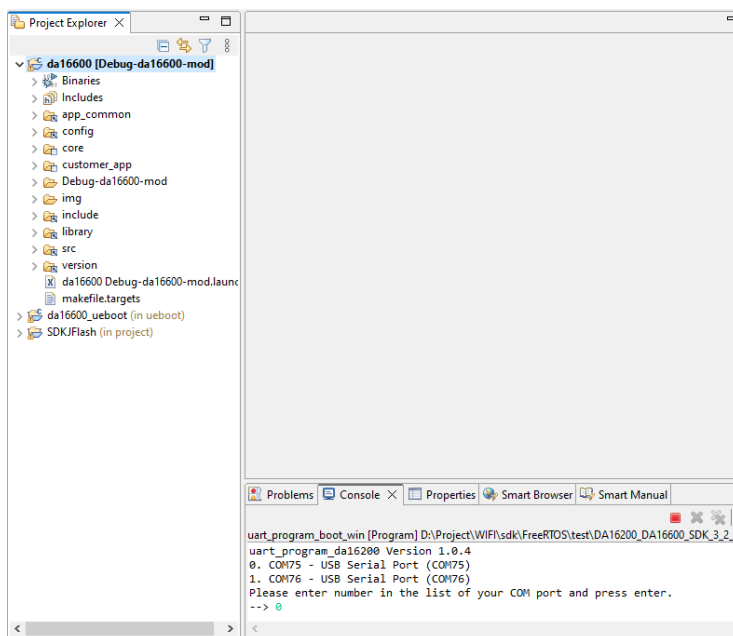 Project Explorer
da16600 [Debug-da16600-mod]
Binaries
Includes
app_common
config
core
customer_app
Debug-da16600-mod
img
include
library
src
version
da16600 Debug-da16600-mod.launc
makefile.targets
da16600_ueboot (in ueboot)
SDKJFlash (in project)
Problems Console Properties Smart Browser Smart Manual
uart_program_boot_win [Program] D:\Project\WIFI\sdk\FreeRTOS\test\DA16200_DA16600_SDK_3_2_
uart_program_da16200 Version 1.0.4
0. COM75 - USB Serial Port (COM75)
1. COM76 - USB Serial Port (COM76)
Please enter number in the list of your COM port and press enter.
--> 0